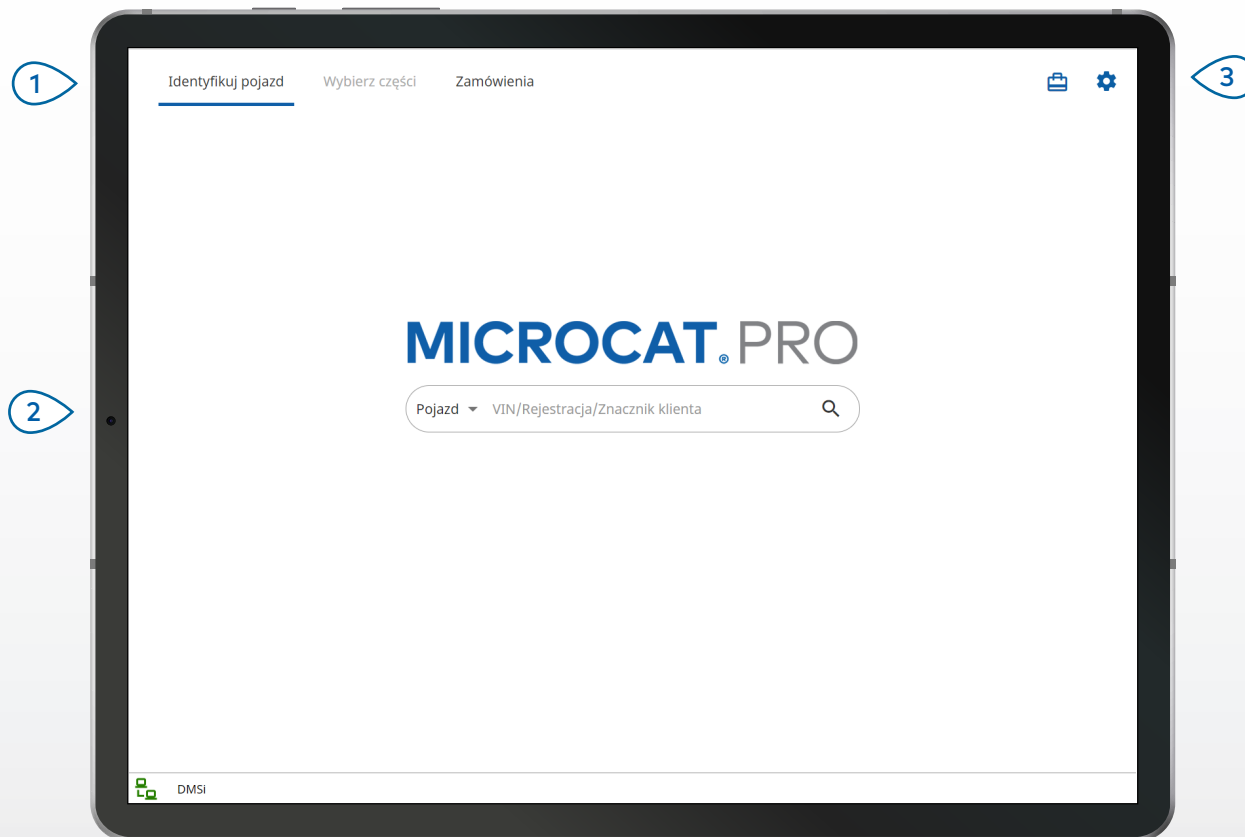 1
Identyfikuj pojazd Wybierz części Zamówienia
3
MICROCAT® PRO
2
Pojazd VIN/Rejestracja/Znacznik klienta
DMSi